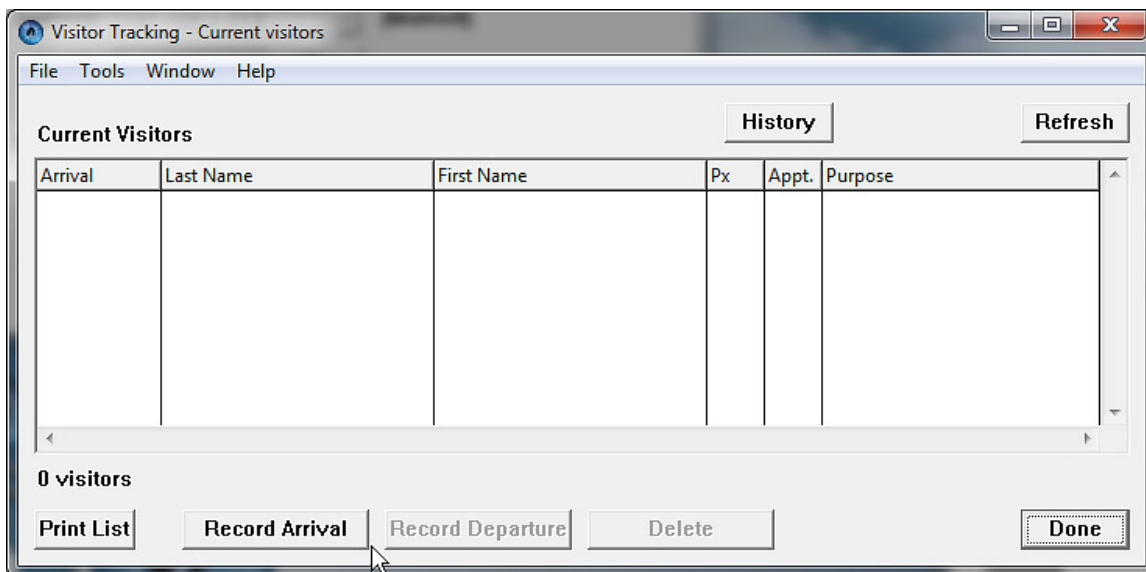 Visitor Tracking - Current visitors
File Tools Window Help
Current Visitors
History
Refresh
Arrival Last Name First Name Px Appt. Purpose
0 visitors
Print List Record Arrival Record Departure Delete Done